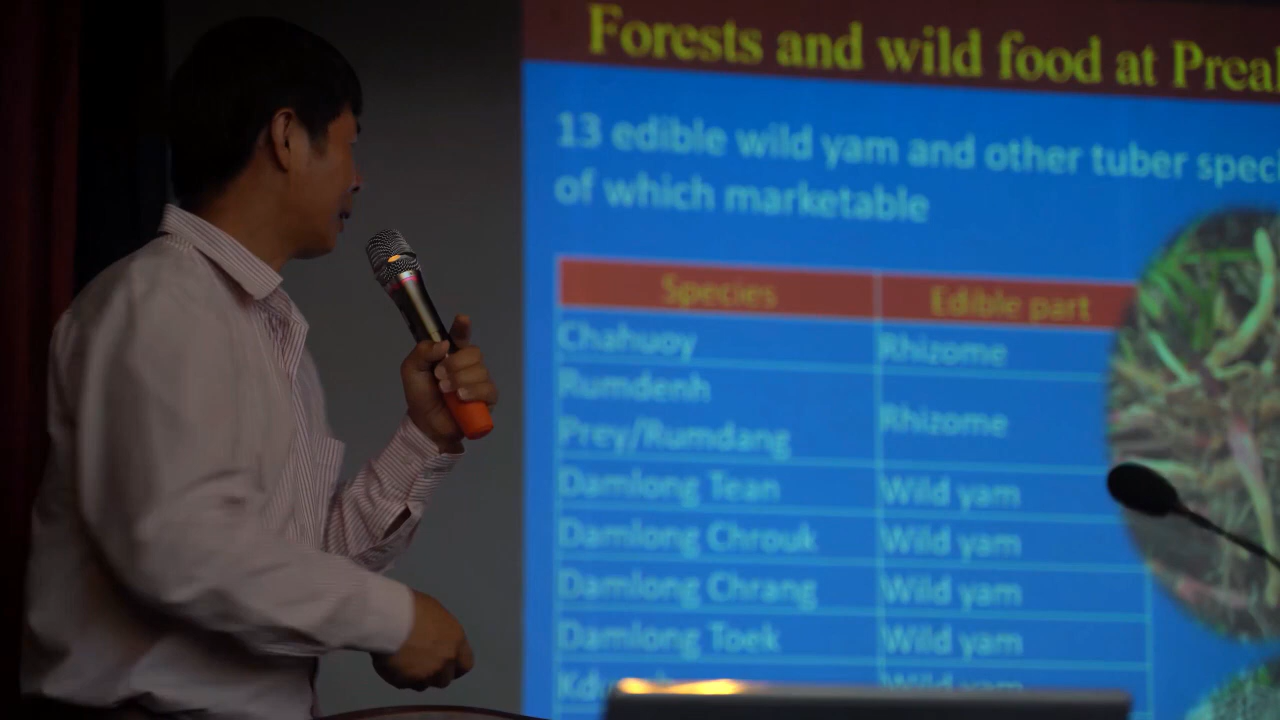 Forests and wild food at
13 edible wild yam and other tuber
of which marketable
Species Edible part
Chahuoy Rhizome
Rumdenh
Prey/Rumdang Rhizome
Damlong Tean Wild yam
Damlong Chrouk Wild yam
Damlong Chrang Wild yam
Damlong Toek Wild yam
Wild yam